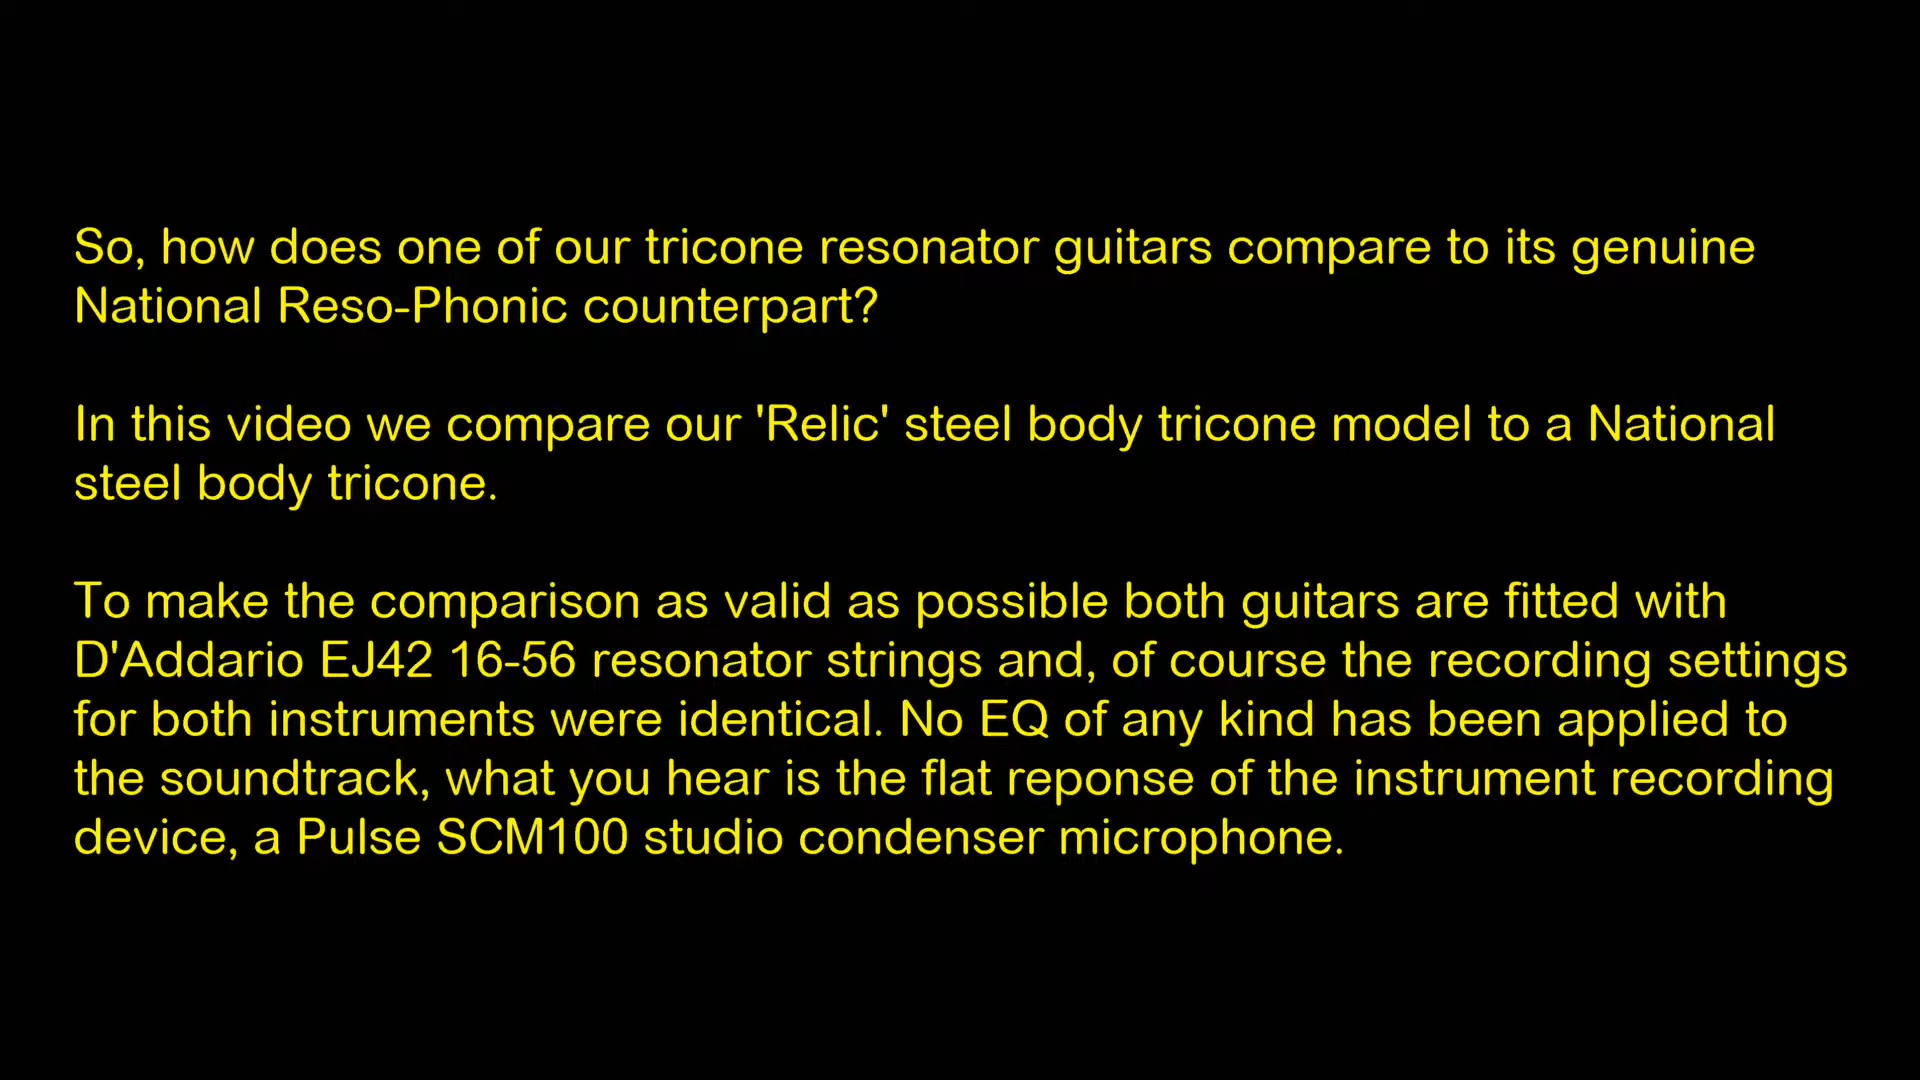 So, how does one of our tricone resonator guitars compare to its genuine
National Reso-Phonic counterpart?
In this video we compare our 'Relic' steel body tricone model to a National
steel body tricone.
To make the comparison as valid as possible both guitars are fitted with
D'Addario EJ42 16-56 resonator strings and, of course the recording settings
for both instruments were identical. No EQ of any kind has been applied to
the soundtrack, what you hear is the flat reponse of the instrument recording
device, a Pulse SCM100 studio condenser microphone.